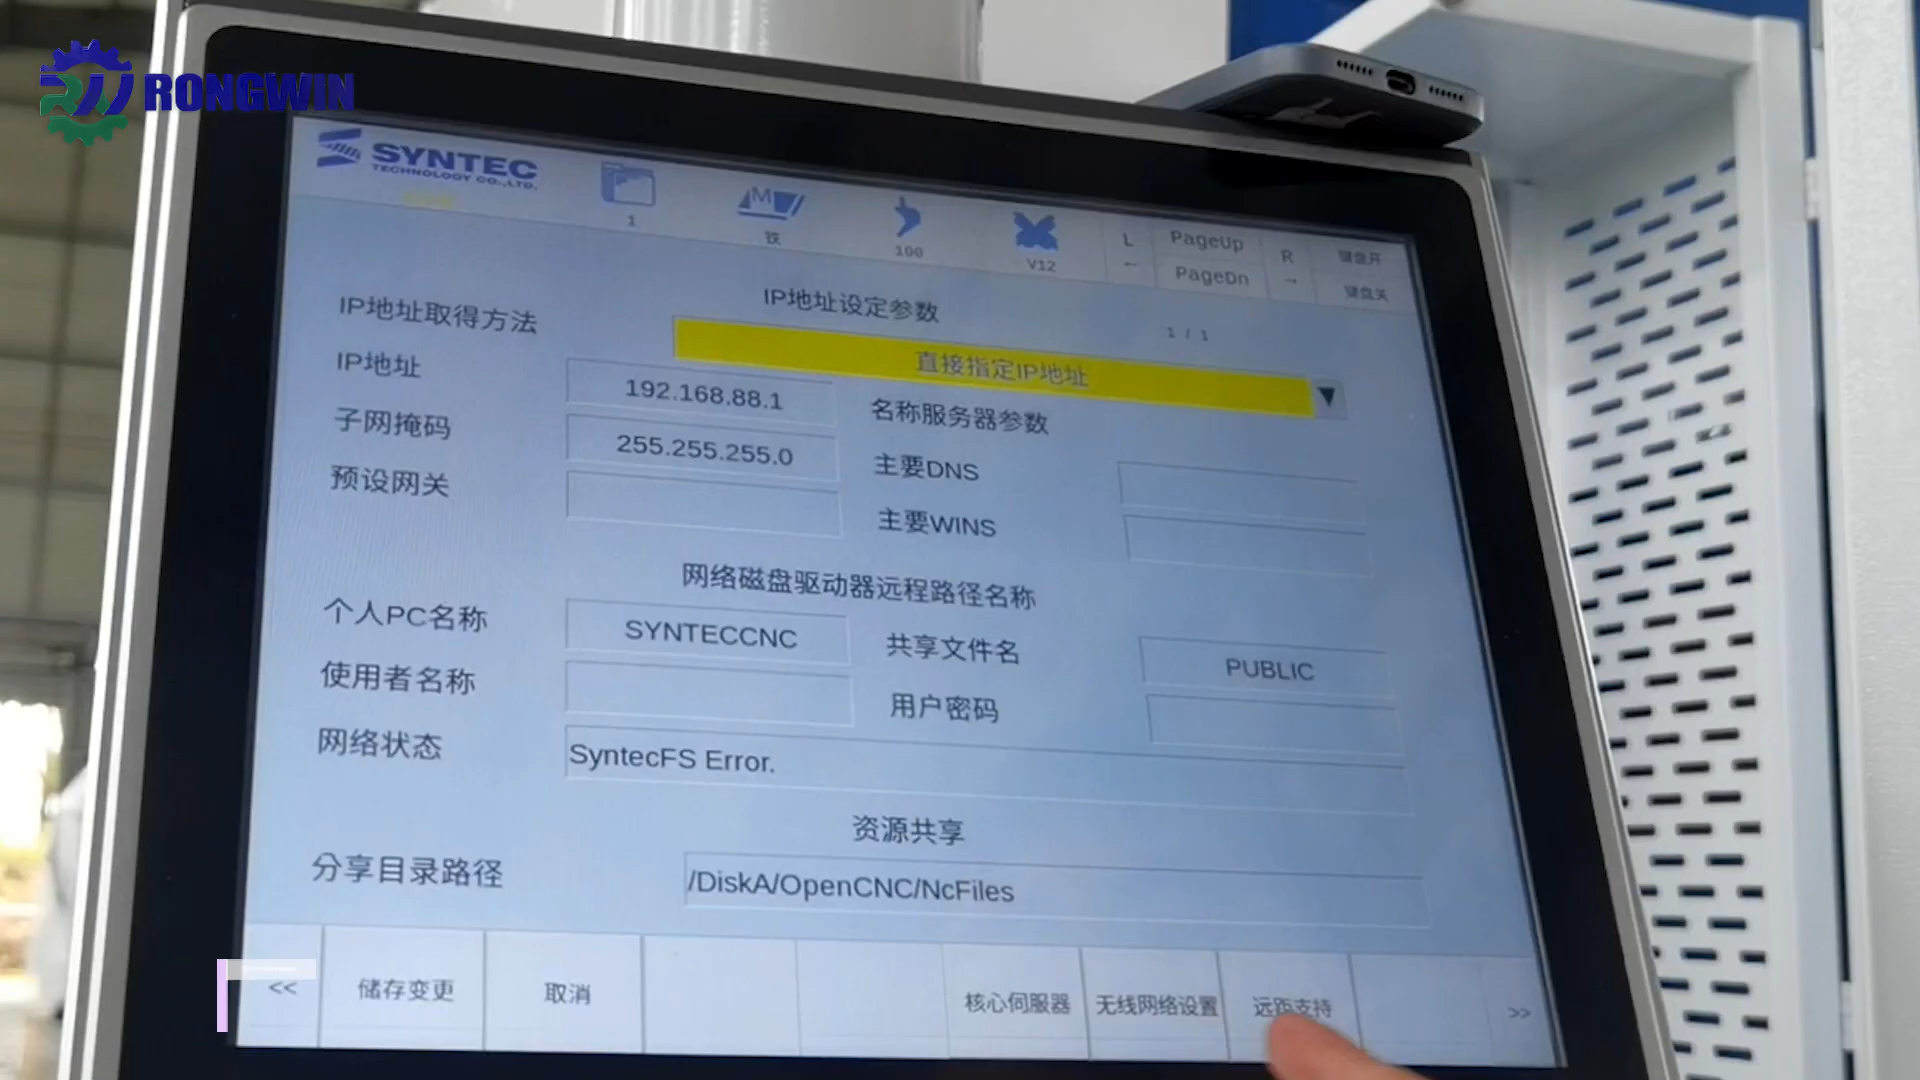 RONGWIN
SYNTEC
TECHNOLOGY CO.,LTD.
1
铁
100
V12
L
←
PageUp
PageDn
R
→
键盘开
键盘关
IP地址设定参数
1 / 1
IP地址取得方法
直接指定IP地址
IP地址
192.168.88.1
名称服务器参数
子网掩码
255.255.255.0
主要DNS
预设网关
主要WINS
网络磁盘驱动器远程路径名称
个人PC名称
SYNTECCNC
共享文件名
PUBLIC
使用者名称
用户密码
网络状态
SyntecFS Error.
资源共享
分享目录路径
/DiskA/OpenCNC/NcFiles
<<
储存变更
取消
核心伺服器
无线网络设置
远距支持
>>